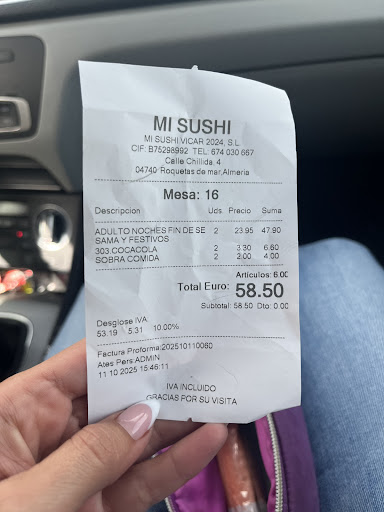 MI SUSHI
MI SUSHI VICAR 2024, S.L
CIF: B75298992 TEL: 674 030 667
Calle Chillida, 4
04740 Roquetas de mar,Almeria
Mesa: 16
Descripcion Uds Precio Suma
ADULTO NOCHES FIN DE SE 2 23.95 47.90
SAMA Y FESTIVOS
303.COCACOLA 2 3.30 6.60
SOBRA COMIDA 2 2.00 4.00
Articulos: 6.00
Total Euro: 58.50
Subtotal: 58.50 Dto: 0.00
Desglose IVA
53.19 5.31 10.00%
Factura Proforma:202510110060
Ates Pers:ADMIN
11 10 2025 15:46:11
IVA INCLUIDO
GRACIAS POR SU VISITA